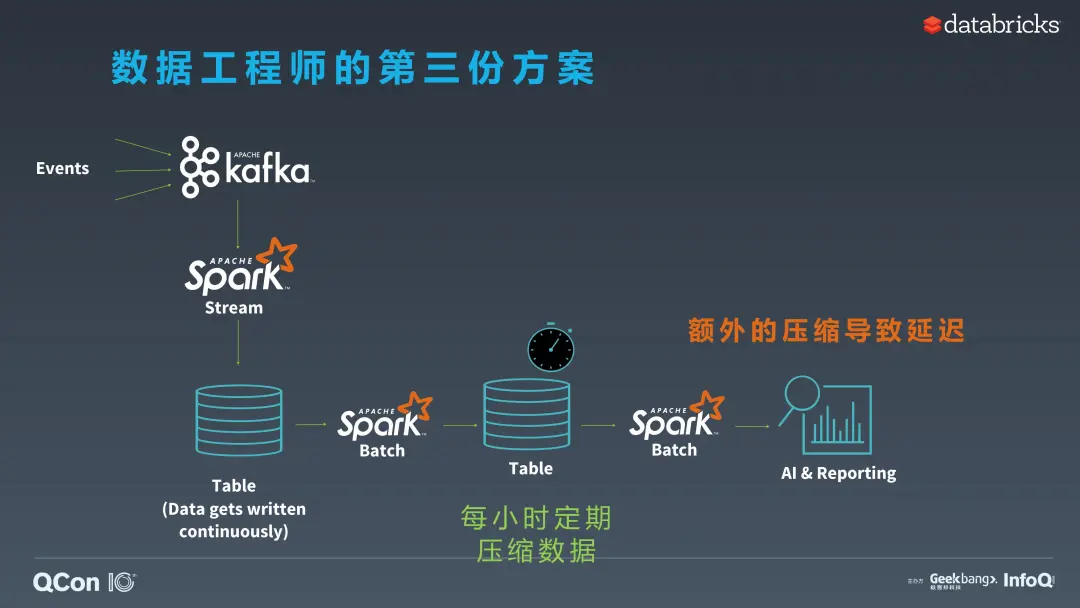 databricks
数据工程师的第三份方案
Events
APACHE
kafka
APACHE
Spark
Stream
额外的压缩导致延迟
APACHE
Spark
Batch
APACHE
Spark
Batch
Table
AI & Reporting
Table
(Data gets written
continuously)
每小时定期
压缩数据
QCon 10
主办方
Geekbang>.
极客邦科技
InfoQ